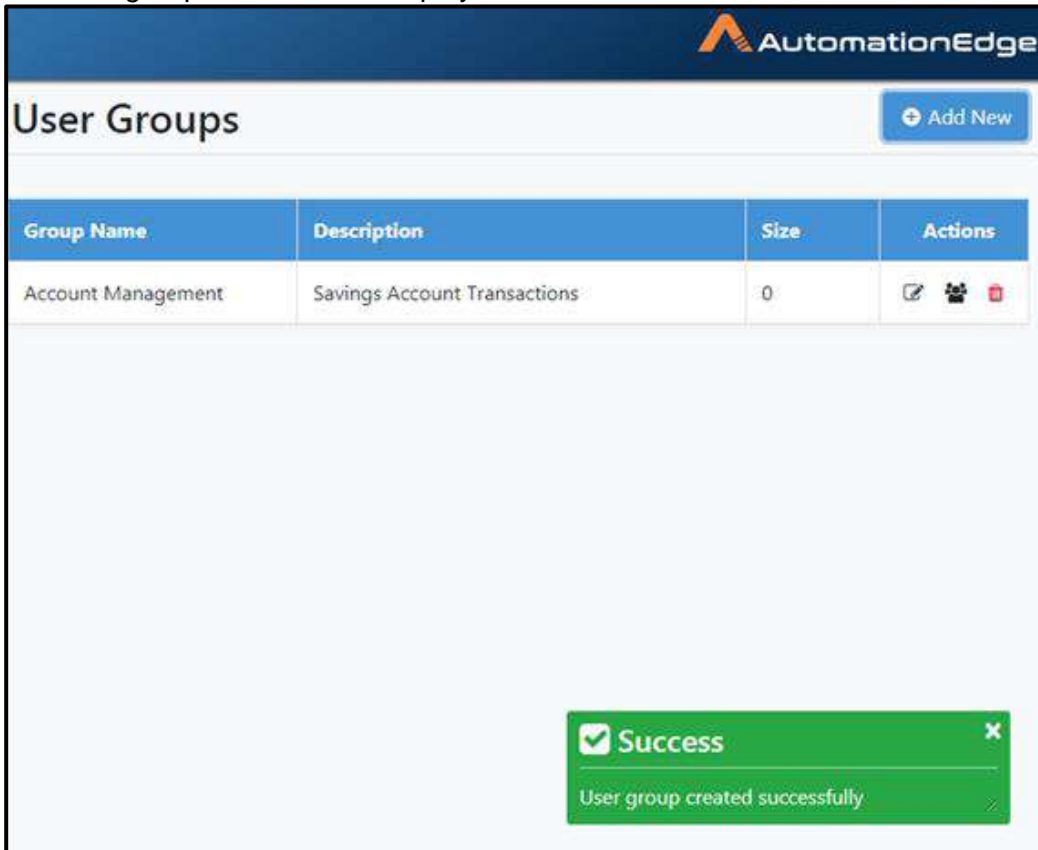 AutomationEdge
User Groups
Add New
Group Name Description Size Actions
Account Management Savings Account Transactions 0
Success
User group created successfully